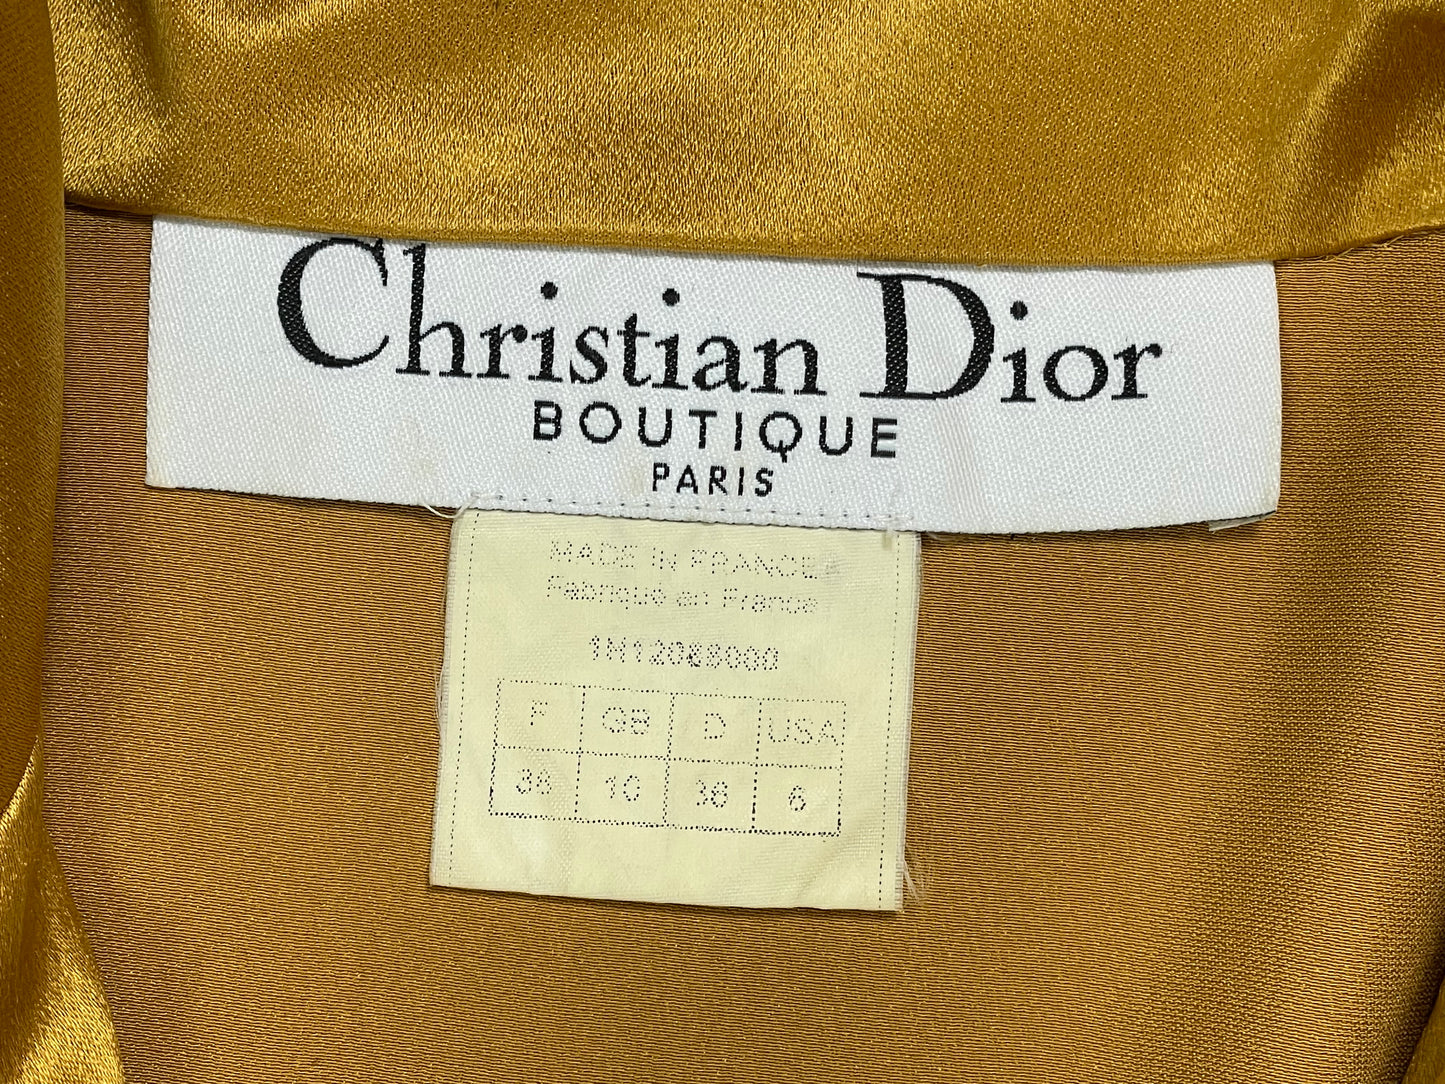 Christian Dior
BOUTIQUE
PARIS
MADE IN FRANCE
Fabriqué en France
F GB D USA
38 10 36 6